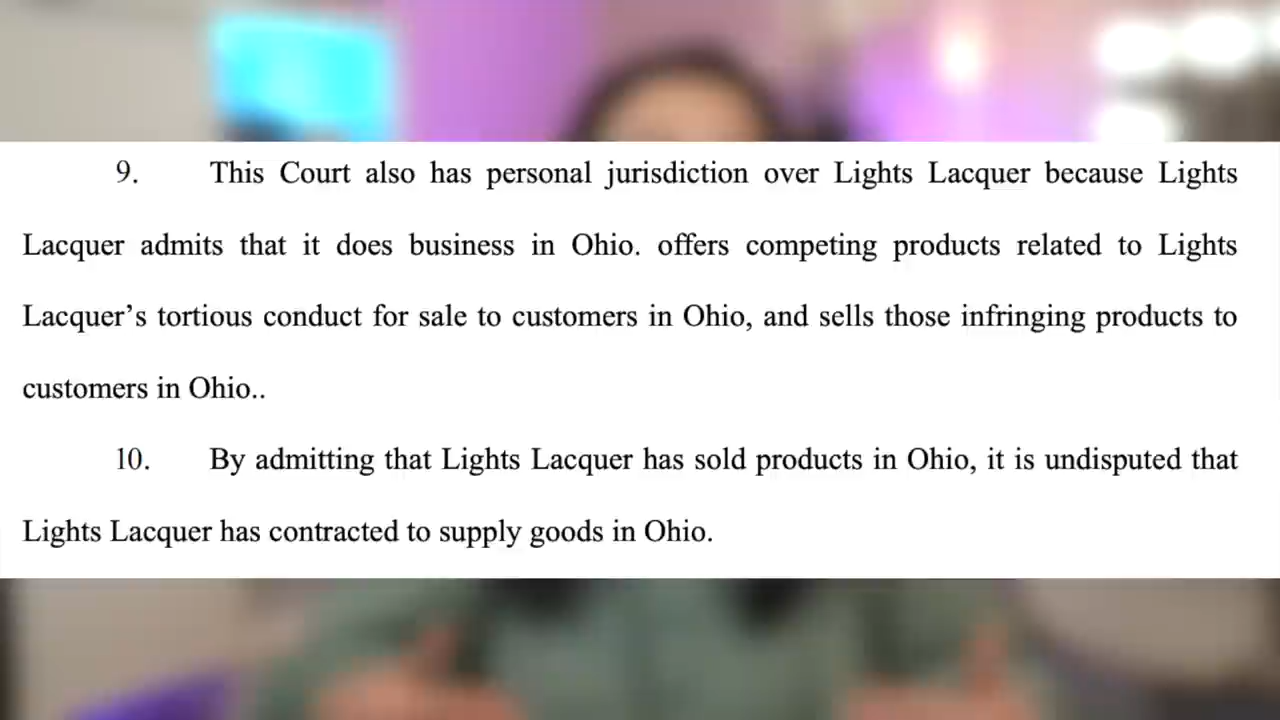 9. This Court also has personal jurisdiction over Lights Lacquer because Lights
Lacquer admits that it does business in Ohio. offers competing products related to Lights
Lacquer’s tortious conduct for sale to customers in Ohio, and sells those infringing products to
customers in Ohio..
10. By admitting that Lights Lacquer has sold products in Ohio, it is undisputed that
Lights Lacquer has contracted to supply goods in Ohio.